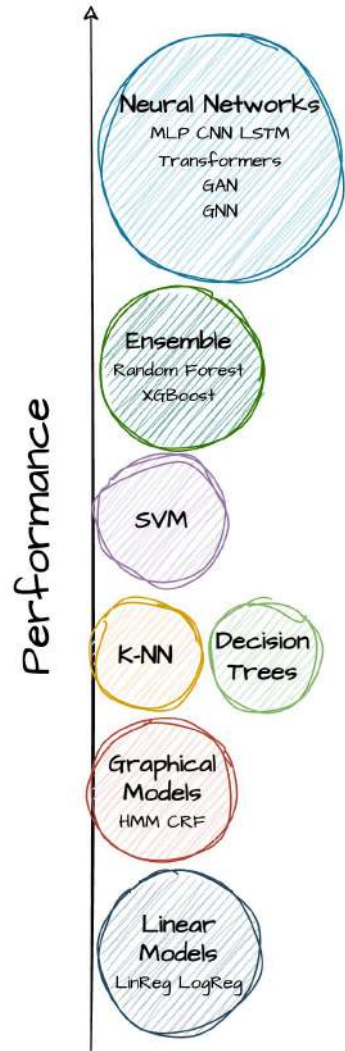 Neural Networks
MLP CNN LSTM
Transformers
GAN
GNN
Ensemble
Random Forest
XGBoost
Performance
SVM
K-NN
Decision
Trees
Graphical
Models
HMM CRF
Linear
Models
LinReg LogReg